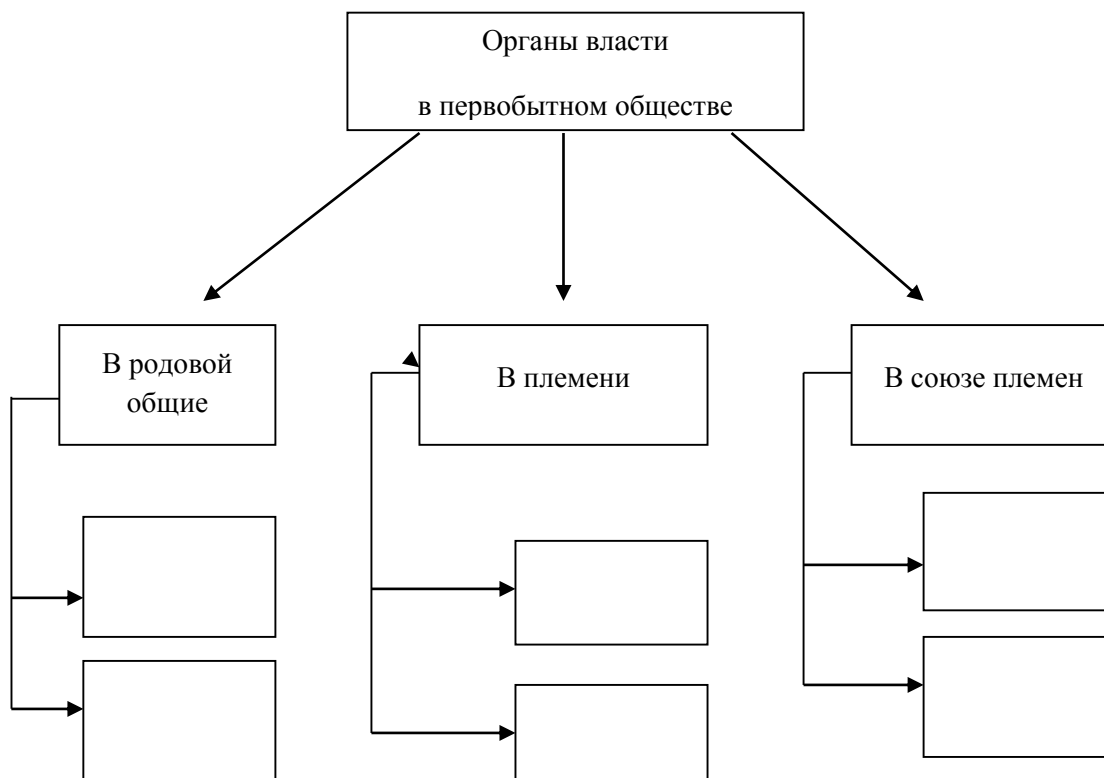 Органы власти
в первобытном обществе
В родовой
общие
В племени
В союзе племен